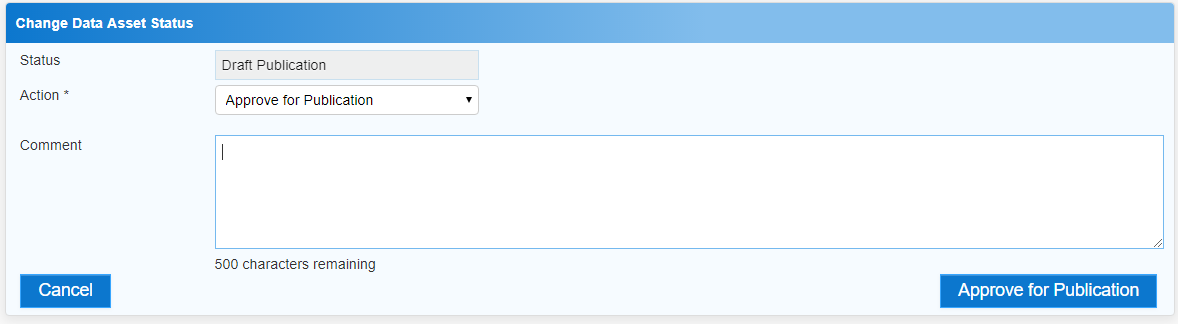 Change Data Asset Status
Status
Draft Publication
Action *
Approve for Publication
Comment
500 characters remaining
Cancel
Approve for Publication